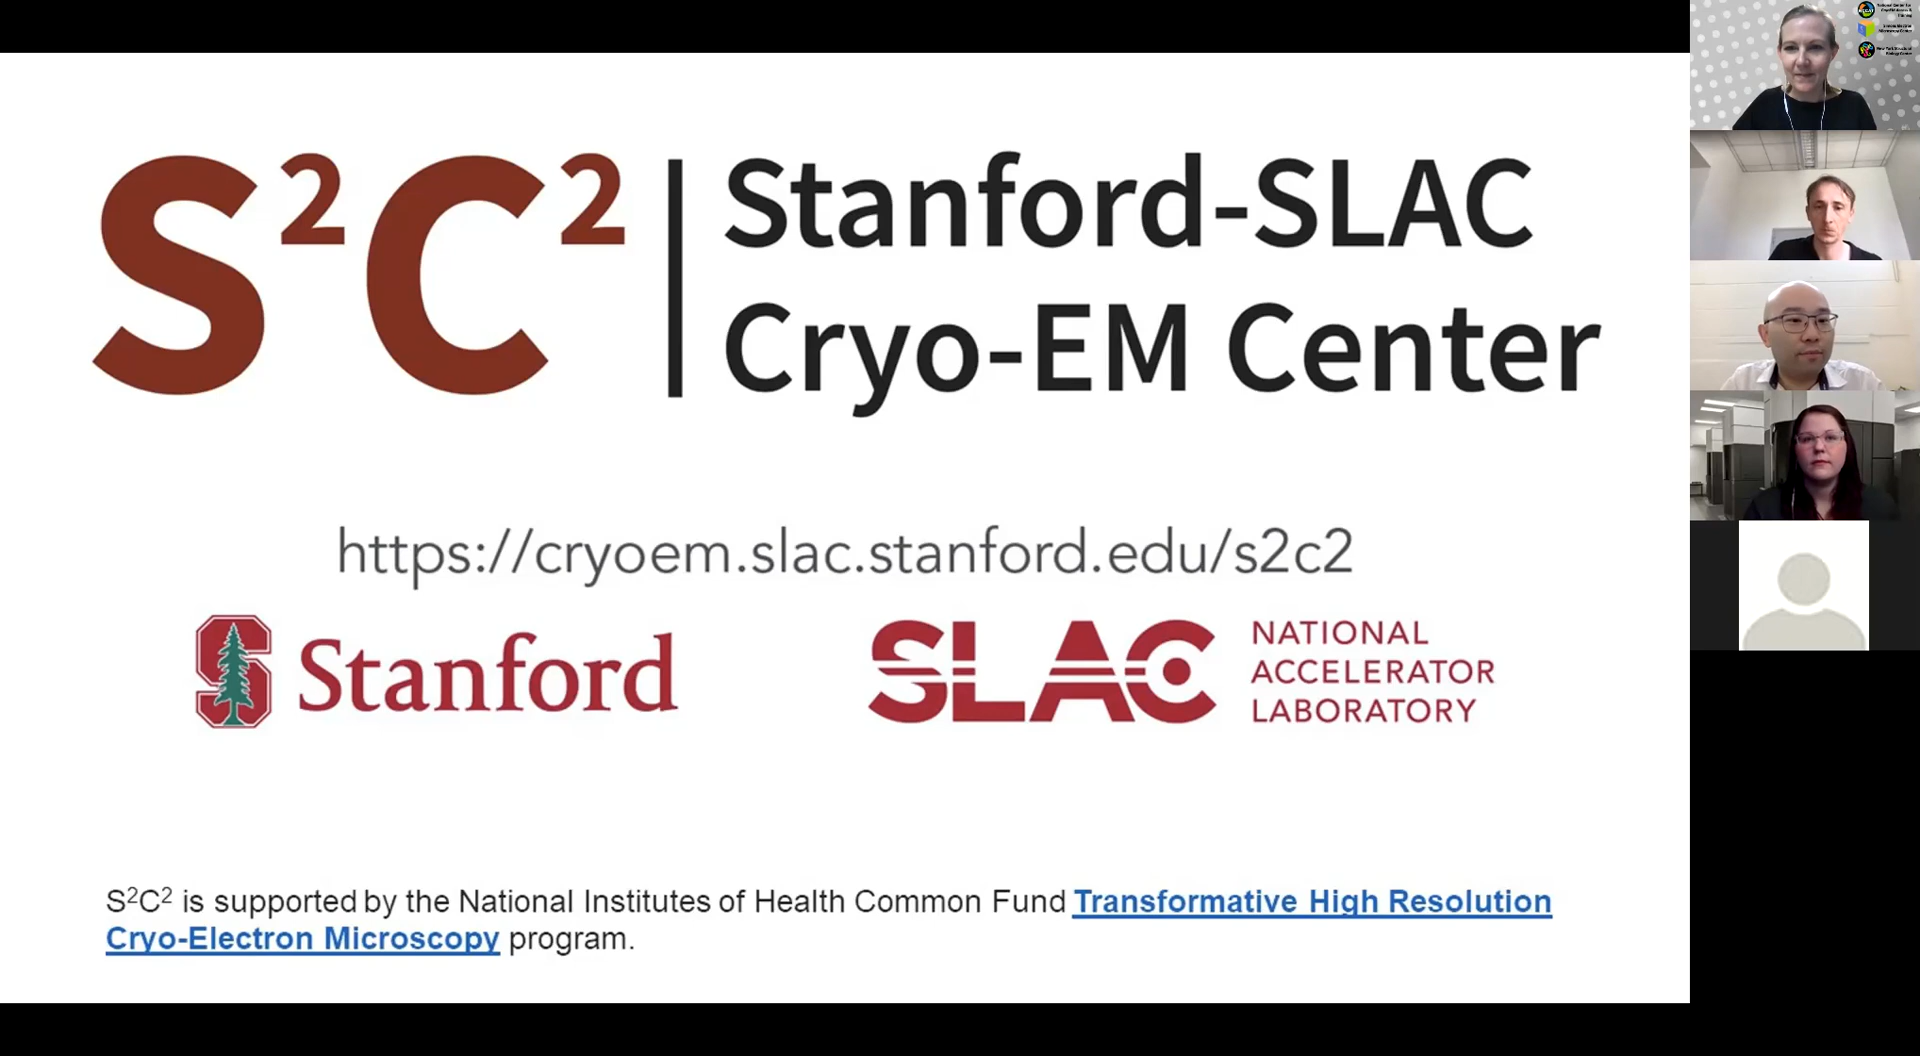 S²C² | Stanford-SLAC
Cryo-EM Center
https://cryoem.slac.stanford.edu/s2c2
Stanford
SLAC NATIONAL
ACCELERATOR
LABORATORY
S²C² is supported by the National Institutes of Health Common Fund Transformative High Resolution
Cryo-Electron Microscopy program.